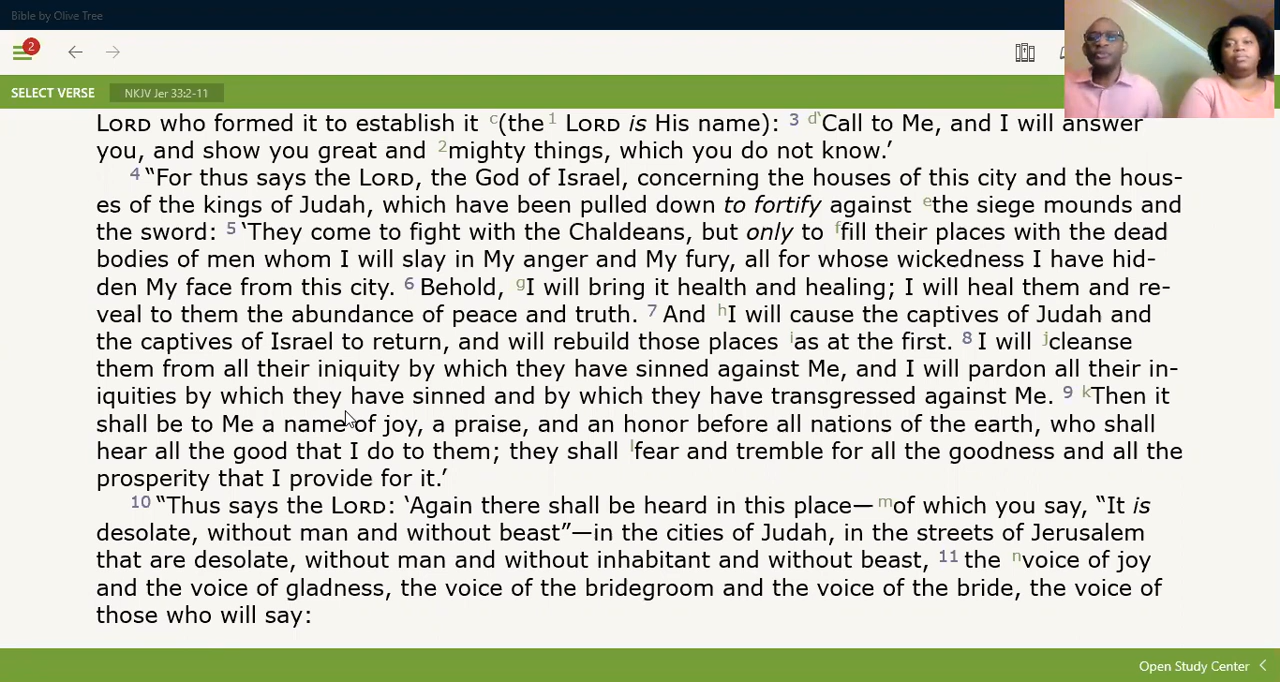 Bible by Olive Tree
2
SELECT VERSE NKJV Jer 33:2-11
LORD who formed it to establish it c(the 1 LORD is His name): 3 d‘Call to Me, and I will answer
you, and show you great and 2mighty things, which you do not know.’
4 “For thus says the LORD, the God of Israel, concerning the houses of this city and the hous-
es of the kings of Judah, which have been pulled down to fortify against ethe siege mounds and
the sword: 5 ‘They come to fight with the Chaldeans, but only to ffill their places with the dead
bodies of men whom I will slay in My anger and My fury, all for whose wickedness I have hid-
den My face from this city. 6 Behold, gI will bring it health and healing; I will heal them and re-
veal to them the abundance of peace and truth. 7 And hI will cause the captives of Judah and
the captives of Israel to return, and will rebuild those places ias at the first. 8 I will jcleanse
them from all their iniquity by which they have sinned against Me, and I will pardon all their in-
iquities by which they have sinned and by which they have transgressed against Me. 9 kThen it
shall be to Me a name of joy, a praise, and an honor before all nations of the earth, who shall
hear all the good that I do to them; they shall lfear and tremble for all the goodness and all the
prosperity that I provide for it.’
10 “Thus says the LORD: ‘Again there shall be heard in this place— mof which you say, “It is
desolate, without man and without beast”—in the cities of Judah, in the streets of Jerusalem
that are desolate, without man and without inhabitant and without beast, 11 the nvoice of joy
and the voice of gladness, the voice of the bridegroom and the voice of the bride, the voice of
those who will say:
Open Study Center